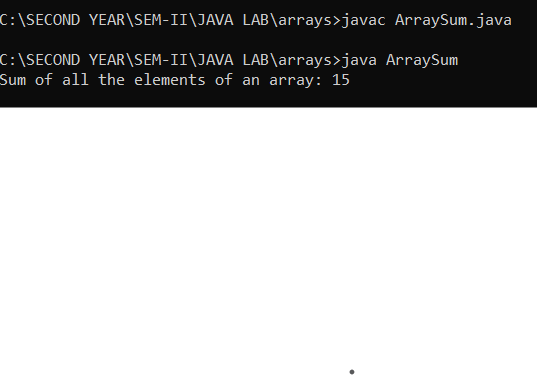 C:\SECOND YEAR\SEM-II\JAVA LAB\arrays>javac ArraySum.java
C:\SECOND YEAR\SEM-II\JAVA LAB\arrays>java ArraySum
Sum of all the elements of an array: 15